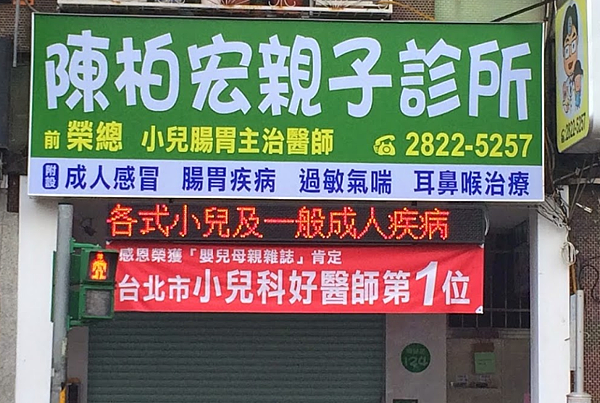 陳柏宏親子診所
前 榮總 小兒腸胃主治醫師 ☎2822-5257
附設 成人感冒 腸胃疾病 過敏氣喘 耳鼻喉治療
各式小兒及一般成人疾病
感恩榮獲「嬰兒母親雜誌」肯定
台北市小兒科好醫師第1位
2822-5257
124